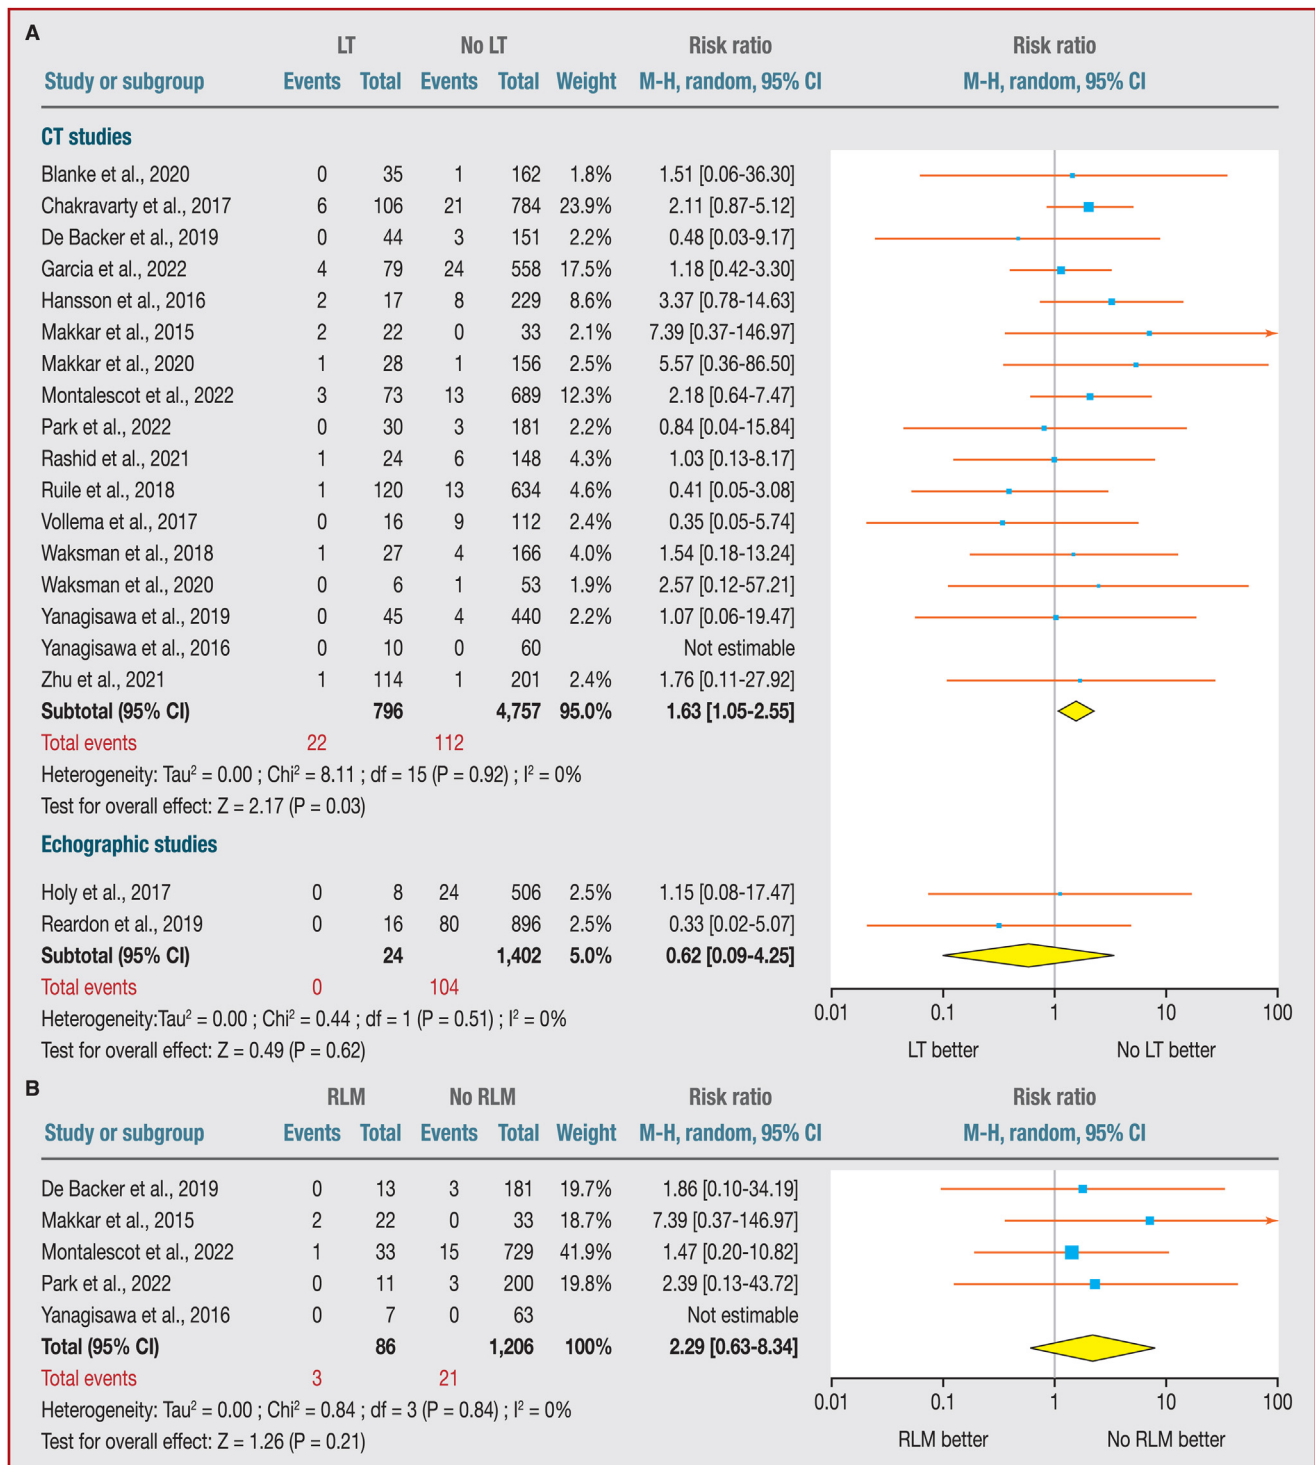 A
LT No LT Risk ratio Risk ratio
Study or subgroup Events Total Events Total Weight M-H, random, 95% CI M-H, random, 95% CI
CT studies
Blanke et al., 2020 0 35 1 162 1.8% 1.51 [0.06-36.30]
Chakravarty et al., 2017 6 106 21 784 23.9% 2.11 [0.87-5.12]
De Backer et al., 2019 0 44 3 151 2.2% 0.48 [0.03-9.17]
Garcia et al., 2022 4 79 24 558 17.5% 1.18 [0.42-3.30]
Hansson et al., 2016 2 17 8 229 8.6% 3.37 [0.78-14.63]
Makkar et al., 2015 2 22 0 33 2.1% 7.39 [0.37-146.97]
Makkar et al., 2020 1 28 1 156 2.5% 5.57 [0.36-86.50]
Montalescot et al., 2022 3 73 13 689 12.3% 2.18 [0.64-7.47]
Park et al., 2022 0 30 3 181 2.2% 0.84 [0.04-15.84]
Rashid et al., 2021 1 24 6 148 4.3% 1.03 [0.13-8.17]
Ruile et al., 2018 1 120 13 634 4.6% 0.41 [0.05-3.08]
Vollema et al., 2017 0 16 9 112 2.4% 0.35 [0.05-5.74]
Waksman et al., 2018 1 27 4 166 4.0% 1.54 [0.18-13.24]
Waksman et al., 2020 0 6 1 53 1.9% 2.57 [0.12-57.21]
Yanagisawa et al., 2019 0 45 4 440 2.2% 1.07 [0.06-19.47]
Yanagisawa et al., 2016 0 10 0 60 Not estimable
Zhu et al., 2021 1 114 1 201 2.4% 1.76 [0.11-27.92]
Subtotal (95% CI) 796 4,757 95.0% 1.63 [1.05-2.55]
Total events 22 112
Heterogeneity: Tau² = 0.00 ; Chi² = 8.11 ; df = 15 (P = 0.92) ; I² = 0%
Test for overall effect: Z = 2.17 (P = 0.03)
Echographic studies
Holy et al., 2017 0 8 24 506 2.5% 1.15 [0.08-17.47]
Reardon et al., 2019 0 16 80 896 2.5% 0.33 [0.02-5.07]
Subtotal (95% CI) 24 1,402 5.0% 0.62 [0.09-4.25]
Total events 0 104
Heterogeneity:Tau² = 0.00 ; Chi² = 0.44 ; df = 1 (P = 0.51) ; I² = 0%
0.01 0.1 1 10 100
Test for overall effect: Z = 0.49 (P = 0.62)
LT better No LT better
B
RLM No RLM Risk ratio Risk ratio
Study or subgroup Events Total Events Total Weight M-H, random, 95% CI M-H, random, 95% CI
De Backer et al., 2019 0 13 3 181 19.7% 1.86 [0.10-34.19]
Makkar et al., 2015 2 22 0 33 18.7% 7.39 [0.37-146.97]
Montalescot et al., 2022 1 33 15 729 41.9% 1.47 [0.20-10.82]
Park et al., 2022 0 11 3 200 19.8% 2.39 [0.13-43.72]
Yanagisawa et al., 2016 0 7 0 63 Not estimable
Total (95% CI) 86 1,206 100% 2.29 [0.63-8.34]
Total events 3 21
Heterogeneity: Tau² = 0.00 ; Chi² = 0.84 ; df = 3 (P = 0.84) ; I² = 0%
0.01 0.1 1 10 100
Test for overall effect: Z = 1.26 (P = 0.21)
RLM better No RLM better